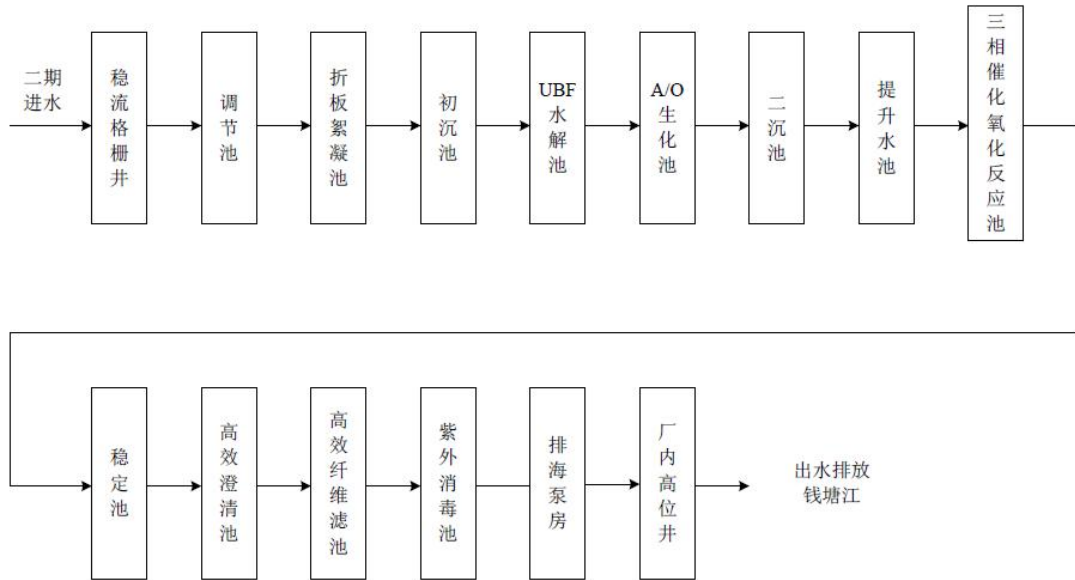 二期
进水
稳流格栅井
调节池
折板絮凝池
初沉池
UBF
水解池
A/O
生化池
二沉池
提升水池
三相催化氧化反应池
稳定池
高效澄清池
高效纤维滤池
紫外消毒池
排海泵房
厂内高位井
出水排放
钱塘江